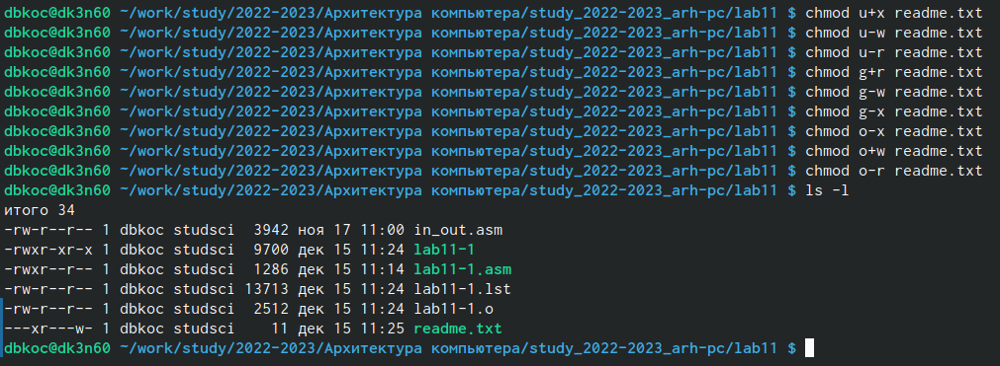 dbkoc@dk3n60 ~/work/study/2022-2023/Архитектура компьютера/study_2022-2023_arh-pc/lab11 $ chmod u+x readme.txt
dbkoc@dk3n60 ~/work/study/2022-2023/Архитектура компьютера/study_2022-2023_arh-pc/lab11 $ chmod u-w readme.txt
dbkoc@dk3n60 ~/work/study/2022-2023/Архитектура компьютера/study_2022-2023_arh-pc/lab11 $ chmod u-r readme.txt
dbkoc@dk3n60 ~/work/study/2022-2023/Архитектура компьютера/study_2022-2023_arh-pc/lab11 $ chmod g+r readme.txt
dbkoc@dk3n60 ~/work/study/2022-2023/Архитектура компьютера/study_2022-2023_arh-pc/lab11 $ chmod g-w readme.txt
dbkoc@dk3n60 ~/work/study/2022-2023/Архитектура компьютера/study_2022-2023_arh-pc/lab11 $ chmod g-x readme.txt
dbkoc@dk3n60 ~/work/study/2022-2023/Архитектура компьютера/study_2022-2023_arh-pc/lab11 $ chmod o-x readme.txt
dbkoc@dk3n60 ~/work/study/2022-2023/Архитектура компьютера/study_2022-2023_arh-pc/lab11 $ chmod o+w readme.txt
dbkoc@dk3n60 ~/work/study/2022-2023/Архитектура компьютера/study_2022-2023_arh-pc/lab11 $ chmod o-r readme.txt
dbkoc@dk3n60 ~/work/study/2022-2023/Архитектура компьютера/study_2022-2023_arh-pc/lab11 $ ls -l
итого 34
-rw-r--r-- 1 dbkoc studsci  3942 ноя 17 11:00 in_out.asm
-rwxr-xr-x 1 dbkoc studsci  9700 дек 15 11:24 lab11-1
-rwxr--r-- 1 dbkoc studsci  1286 дек 15 11:14 lab11-1.asm
-rw-r--r-- 1 dbkoc studsci 13713 дек 15 11:24 lab11-1.lst
-rw-r--r-- 1 dbkoc studsci  2512 дек 15 11:24 lab11-1.o
---xr---w- 1 dbkoc studsci    11 дек 15 11:25 readme.txt
dbkoc@dk3n60 ~/work/study/2022-2023/Архитектура компьютера/study_2022-2023_arh-pc/lab11 $